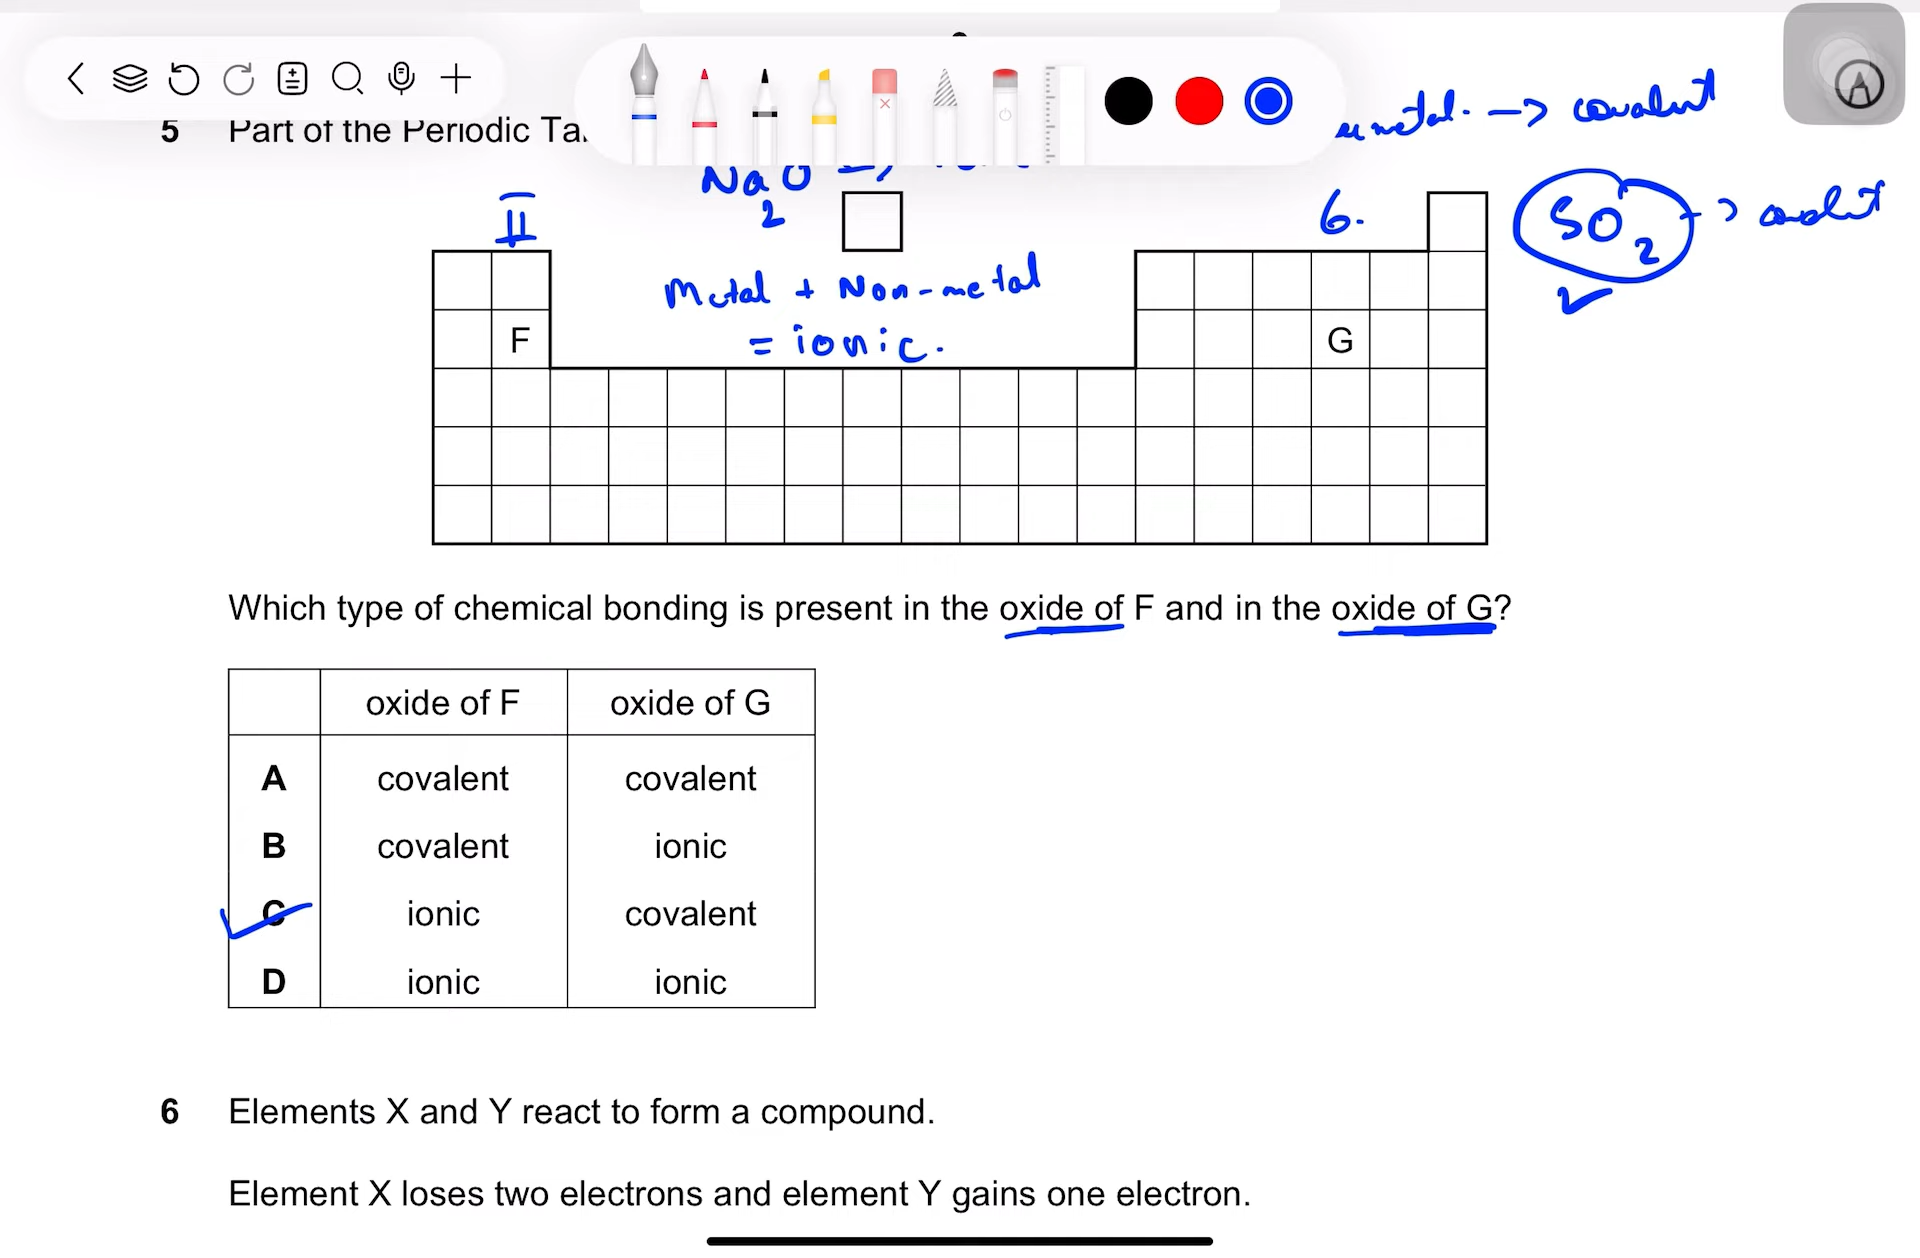 metal. -> covalent
5 Part of the Periodic Ta
Na2O
II
6.
SO2 ->
Metal + Non-metal
= ionic.
F
G
Which type of chemical bonding is present in the oxide of F and in the oxide of G?
oxide of F oxide of G
A covalent covalent
B covalent ionic
C ionic covalent
D ionic ionic
6 Elements X and Y react to form a compound.
Element X loses two electrons and element Y gains one electron.